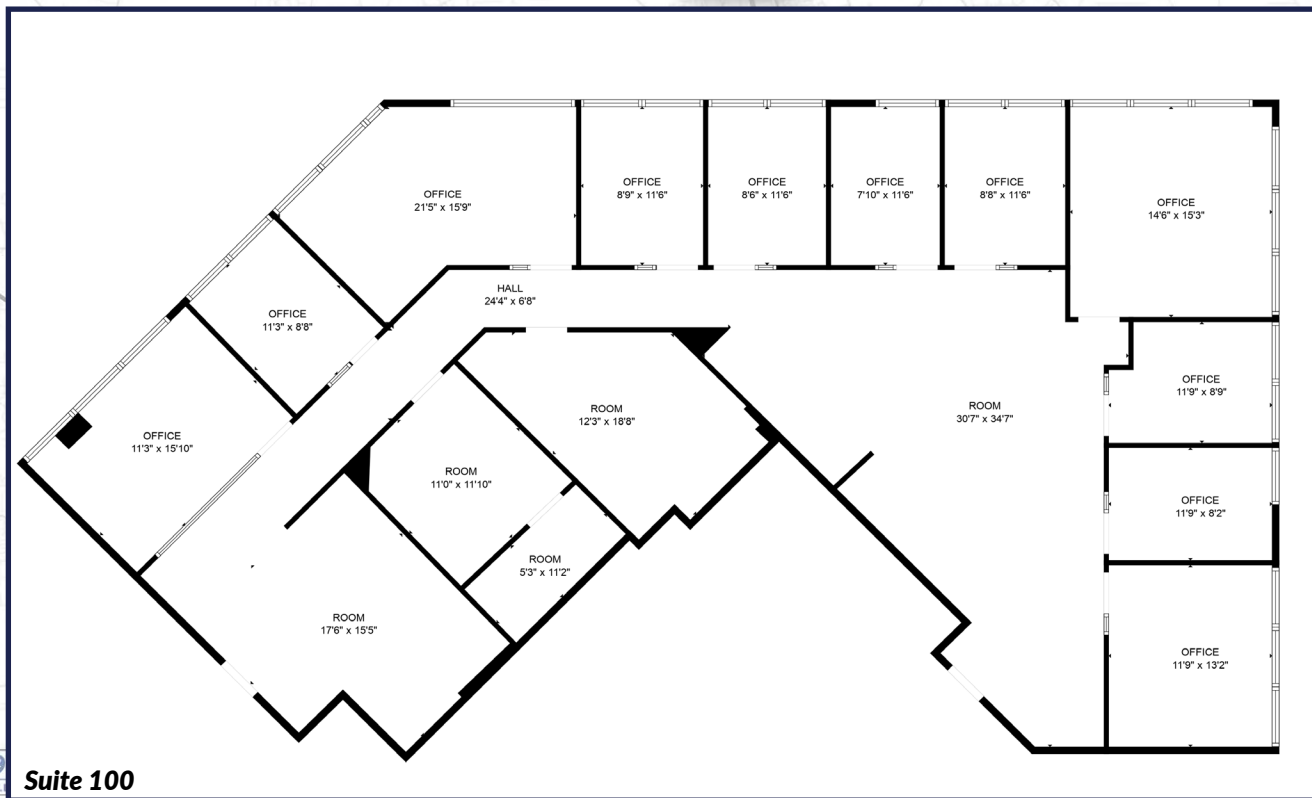 OFFICE
21'5" x 15'9"
OFFICE
8'9" x 11'6"
OFFICE
8'6" x 11'6"
OFFICE
7'10" x 11'6"
OFFICE
8'8" x 11'6"
OFFICE
14'6" x 15'3"
HALL
24'4" x 6'8"
OFFICE
11'3" x 8'8"
OFFICE
11'3" x 15'10"
ROOM
12'3" x 18'8"
ROOM
30'7" x 34'7"
OFFICE
11'9" x 8'9"
ROOM
11'0" x 11'10"
OFFICE
11'9" x 8'2"
ROOM
5'3" x 11'2"
ROOM
17'6" x 15'5"
OFFICE
11'9" x 13'2"
Suite 100